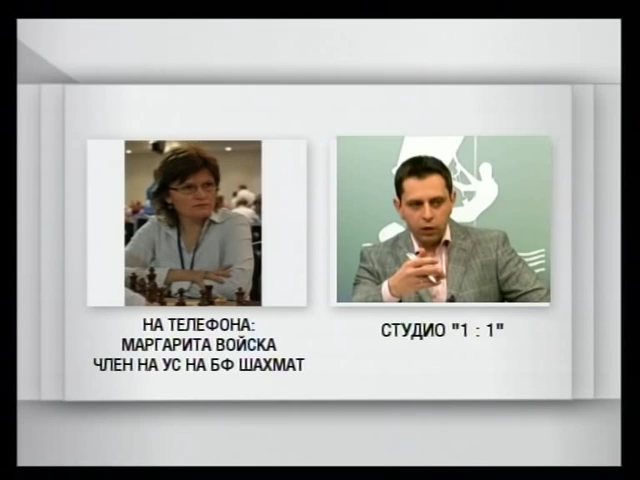 НА ТЕЛЕФОНА:
МАРГАРИТА ВОЙСКА
ЧЛЕН НА УС НА БФ ШАХМАТ
СТУДИО "1 : 1"